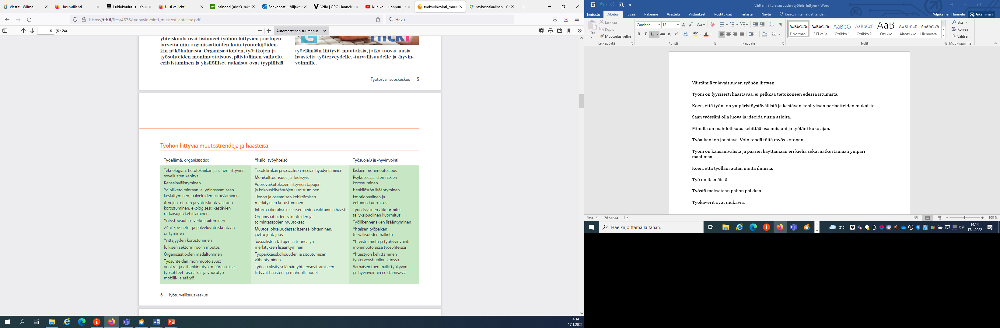 Viestit - Wilma
Uusi välilehti
Lukiokoulutus - Kouv
Uusi välilehti
Insinööri (AMK), rake
Sähköposti – Viljakain
Vello | OPO Hannele
Kun koulu loppuu - o
tyohyvinvointi_muut
psykososiaalinen - Go
https://ttk.fi/files/4678/tyohyvinvointi_muutostilanteissa.pdf
Haku
6 (6 / 24)
Automaattinen suurennus
yhteiskunta ovat lisänneet työhön liittyvien joustojen
tarvetta niin organisaatioiden kuin työntekijöiden-
kin näkökulmasta. Organisaatioiden, työaikojen ja
työsuhteiden monimuotoisuus, päivittäinen vaihtelu,
erilaistuminen ja yksilölliset ratkaisut ovat tyypillisiä
työelämään liittyviä muutoksia, jotka tuovat uusia
haasteita työterveydelle, -turvallisuudelle ja -hyvin-
voinnille.
Työturvallisuuskeskus 5
Työhön liittyviä muutostrendejä ja haasteita
Työelämä, organisaatiot
Teknologian, tietotekniikan ja siihen liittyvien
sovellusten kehitys
Kansainvälistyminen
Ydinliiketoimintaan ja ydinosaamiseen
keskittyminen, palveluiden ulkoistaminen
Arvojen, etiikan ja yhteiskuntavastuun
korostuminen, ekologisesti kestävien
ratkaisujen kehittäminen
Yritysfuusiot ja -verkostoituminen
24h/7pv-tieto- ja palveluyhteiskuntaan
siirtyminen
Yrittäjyyden korostuminen
Julkisen sektorin roolin muutos
Organisaatioiden madaltuminen
Työsuhteiden monimuotoisuus:
vuokra- ja alihankintatyö, määräaikaiset
työsuhteet, osa-aika- ja vuorotyö,
mobiili- ja etätyö
Yksilö, työyhteisö
Tietotekniikan ja sosiaalisen median hyödyntäminen
Monikulttuurisuus ja -kielisyys
Vuorovaikutukseen liittyvien tapojen
ja kokouskäytäntöjen uudistuminen
Tiedon ja osaamisen kehittämisen
merkityksen korostuminen
Informaatiotulva: oleellisen tiedon valikoinnin haaste
Organisaatioiden rakenteiden ja
toimintatapojen muutokset
Muutos johtajuudessa: itsensä johtaminen,
jaettu johtajuus
Sosiaalisten taitojen ja tunneälyn
merkityksen lisääntyminen
Työpaikkauskollisuuden ja sitoutumisen
vähentyminen
Työn ja yksityiselämän yhteensovittamiseen
liittyvät haasteet ja mahdollisuudet
Työsuojelu ja -hyvinvointi
Riskien monimuotoisuus
Psykososiaalisten riskien
korostuminen
Henkilöstön ikääntyminen
Emotionaalinen ja
eettinen kuormitus
Työn fyysinen alikuormitus
tai yksipuolinen kuormitus
Työliikenneriskien lisääntyminen
Yhteisen työpaikan
turvallisuuden hallinta
Yhteistoiminta ja työhyvinvointi
monimuotoisissa työsuhteissa
Yhteistyön kehittäminen
työterveyshuollon kanssa
Varhaisen tuen mallit työkyvyn
ja -hyvinvoinnin edistämisessä
6 Työturvallisuuskeskus
14.14
17.1.2022
Väittämiä tulevaisuuden työhön liittyen - Word
Tiedosto Aloitus Lisää Rakenne Asettelu Viittaukset Postitukset Tarkista Näytä Kerro, mitä haluat tehdä... Viljakainen Hannele Jakaminen
Liitä
Leikkaa
Kopioi
Muotoilusivellin
Leikepöytä
Cambria 12
Fontti
Kappale
AaBbCcDc AaBbCcDc AaBbCc AaBbCcD AaB AaBbCcD AaBbCcDc
¶ Normaali ¶ Ei väliä Otsikko 1 Otsikko 2 Otsikko Alaotsikko Hienovara...
Tyylit
Etsi
Korvaa
Valitse
Muokkaaminen
Väittämiä tulevaisuuden työhön liittyen
Työni on fyysisesti haastavaa, ei pelkkää tietokoneen edessä istumista.
Koen, että työni on ympäristöystävällistä ja kestävän kehityksen periaatteiden mukaista.
Saan työssäni olla luova ja ideoida uusia asioita.
Minulla on mahdollisuus kehittää osaamistani ja työtäni koko ajan.
Työaikani on joustava. Voin tehdä töitä myös kotonani.
Työni on kansainvälistä ja pääsen käyttämään eri kieliä sekä matkustamaan ympäri
maailmaa.
Koen, että työlläni autan muita ihmisiä.
Työ on itsenäistä.
Työstä maksetaan paljon palkkaa.
Työkaverit ovat mukavia.
Sivu 1/1 76 sanaa
100 %
Hae kirjoittamalla tähän.
0°C
14.14
17.1.2022